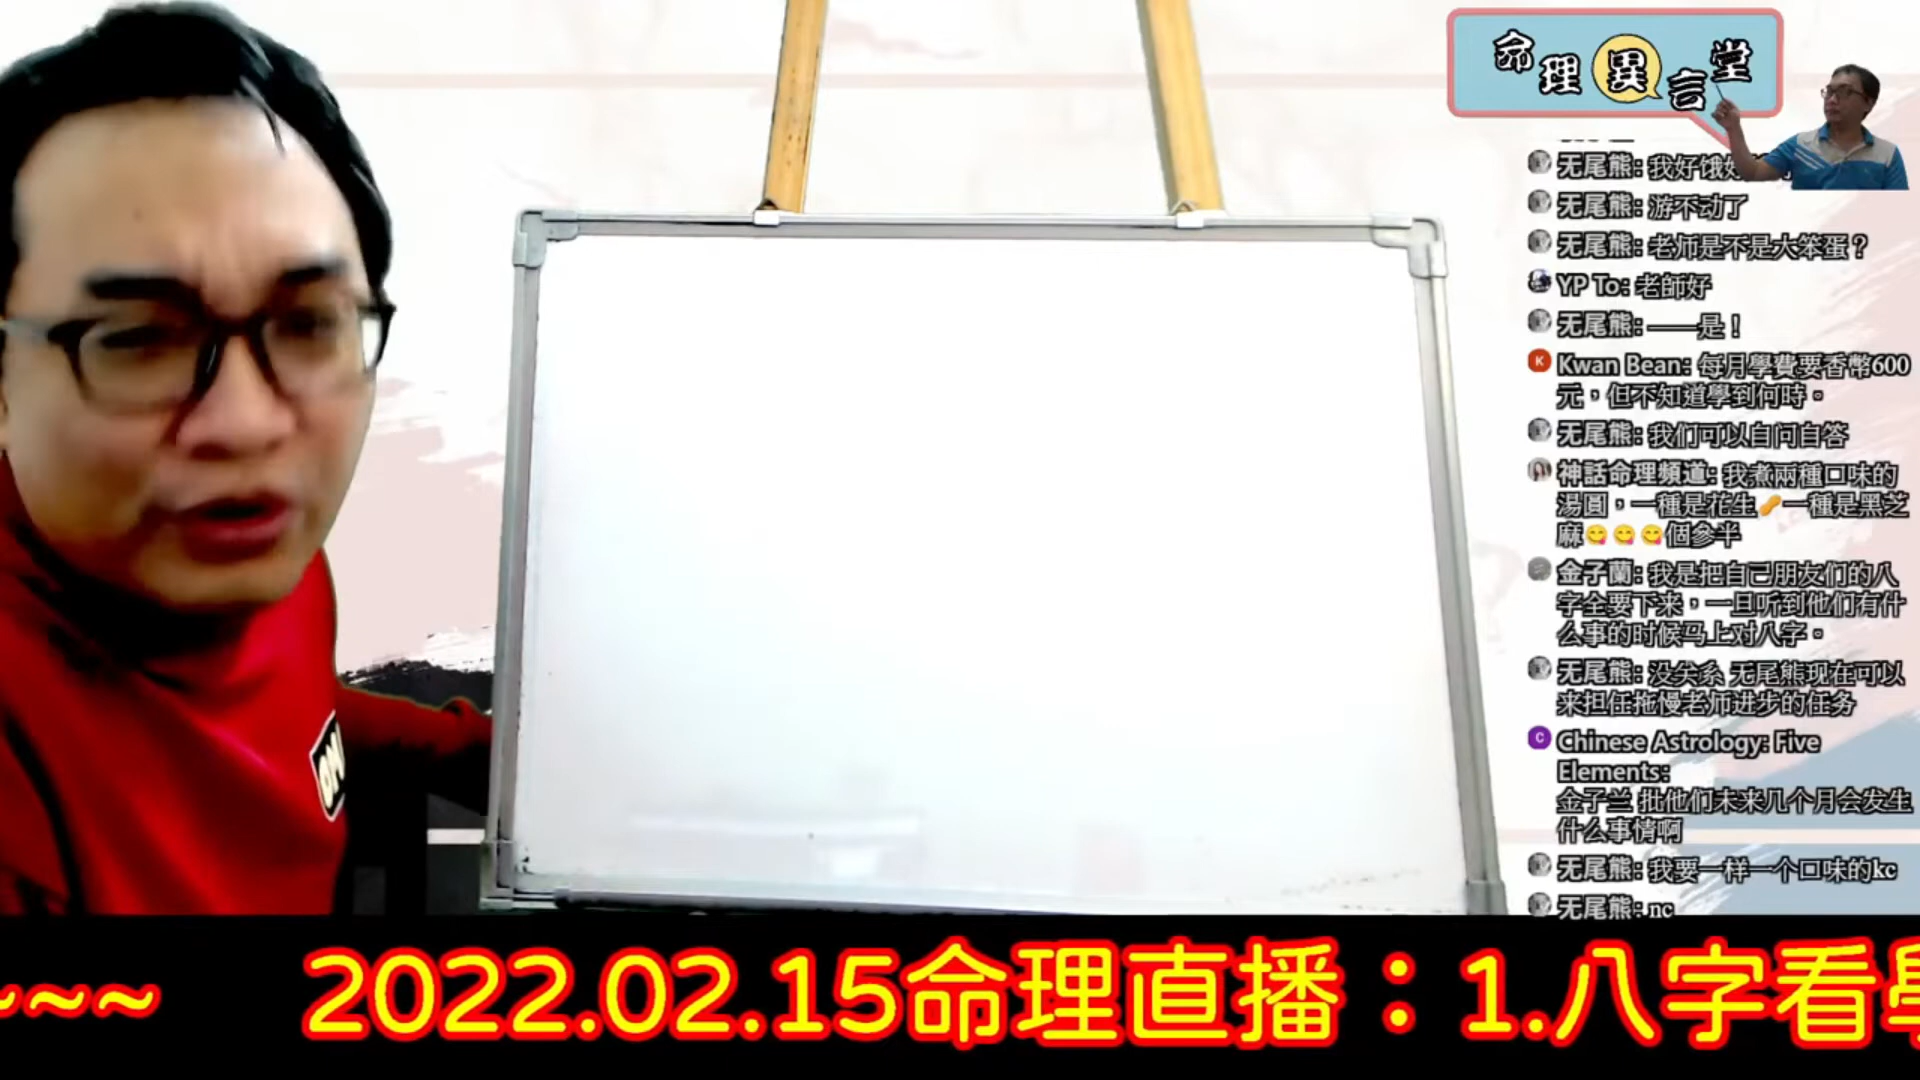 命理異言堂
无尾熊: 我好饿
无尾熊: 游不动了
无尾熊: 老师是不是大笨蛋？
YP To: 老師好
无尾熊: ——是！
K Kwan Bean: 每月學費要香幣600
元，但不知道學到何時。
无尾熊: 我们可以自问自答
神話命理頻道: 我煮兩種口味的
湯圓，一種是花生🥜一種是黑芝
麻😋😋😋個參半
金子蘭: 我是把自己朋友们的八
字全要下来，一旦听到他们有什
么事的时候马上对八字。
无尾熊: 没关系 无尾熊现在可以
来担任拖慢老师进步的任务
C Chinese Astrology: Five
Elements:
金子兰 批他们未来几个月会发生
什么事情啊
无尾熊: 我要一样一个口味的kc
无尾熊: nc
~~~ 2022.02.15命理直播：1.八字看